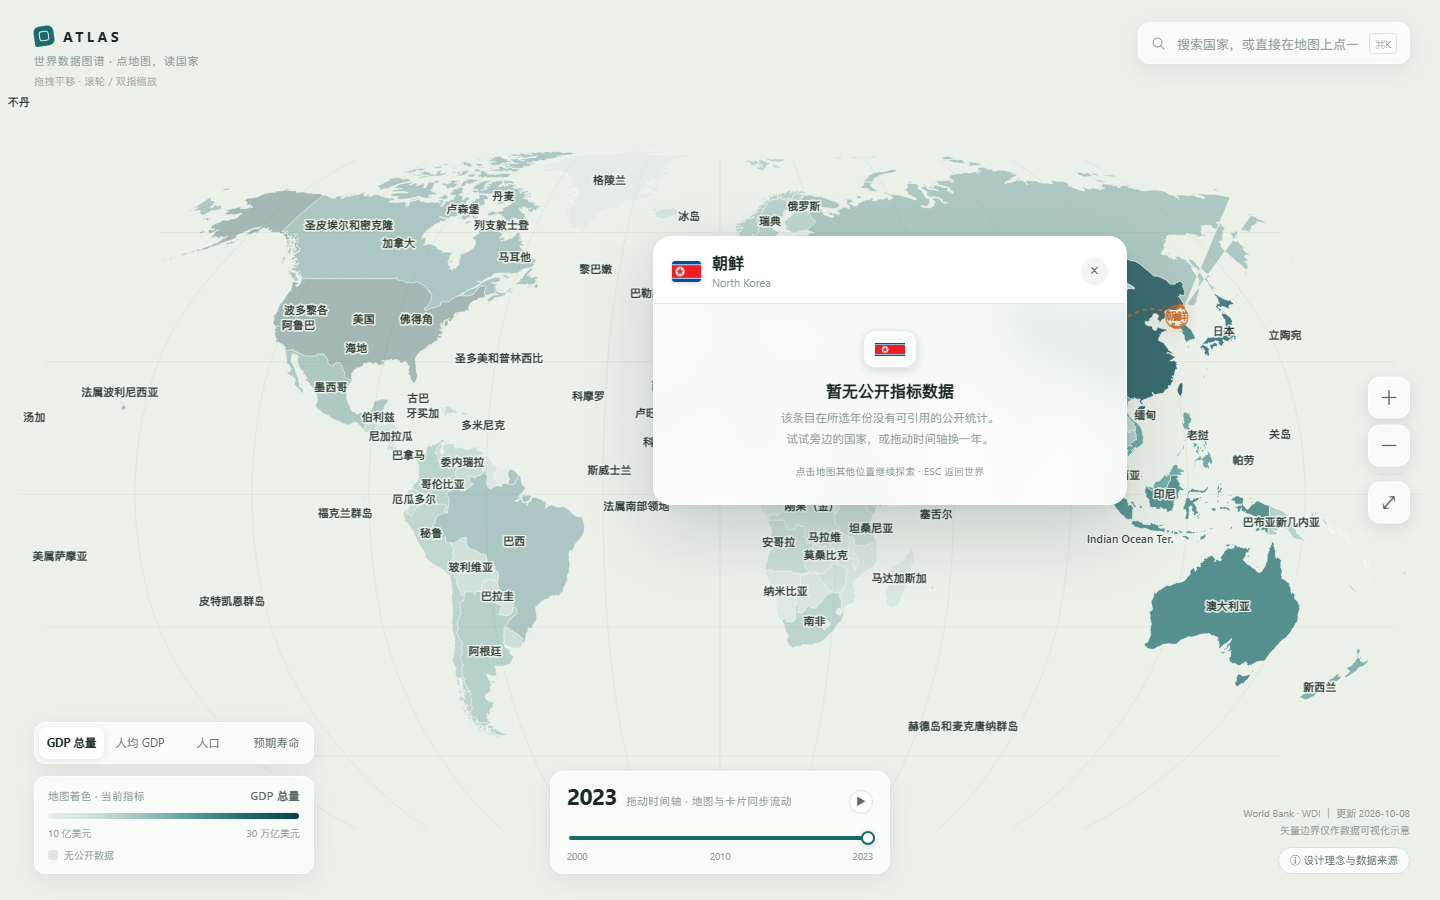 ATLAS
世界数据图谱 · 点地图，读国家
拖拽平移 · 滚轮 / 双指缩放
搜索国家，或直接在地图上点一
⌘K
不丹
格陵兰
丹麦
卢森堡
俄罗斯
冰岛
瑞典
圣皮埃尔和密克隆
列支敦士登
加拿大
马耳他
黎巴嫩
巴勒
波多黎各
阿鲁巴
美国
佛得角
海地
圣多美和普林西比
日本
立陶宛
墨西哥
法属波利尼西亚
古巴
科摩罗
汤加
伯利兹
牙买加
多米尼克
卢旺
缅甸
尼加拉瓜
老挝
关岛
巴拿马
科
委内瑞拉
斯威士兰
帕劳
亚
哥伦比亚
印尼
厄瓜多尔
福克兰群岛
法属南部领地
刚果（金）
塞舌尔
巴布亚新几内亚
秘鲁
巴西
安哥拉
马拉维
坦桑尼亚
Indian Ocean Ter.
美属萨摩亚
莫桑比克
玻利维亚
马达加斯加
纳米比亚
巴拉圭
皮特凯恩群岛
澳大利亚
南非
阿根廷
新西兰
赫德岛和麦克唐纳群岛
朝鲜
North Korea
×
暂无公开指标数据
该条目在所选年份没有可引用的公开统计。
试试旁边的国家，或拖动时间轴换一年。
点击地图其他位置继续探索 · ESC 返回世界
GDP 总量 人均 GDP 人口 预期寿命
地图着色 · 当前指标 GDP 总量
10 亿美元 30 万亿美元
无公开数据
2023 拖动时间轴 · 地图与卡片同步流动
2000 2010 2023
World Bank · WDI | 更新 2026-10-08
矢量边界仅作数据可视化示意
ⓘ 设计理念与数据来源